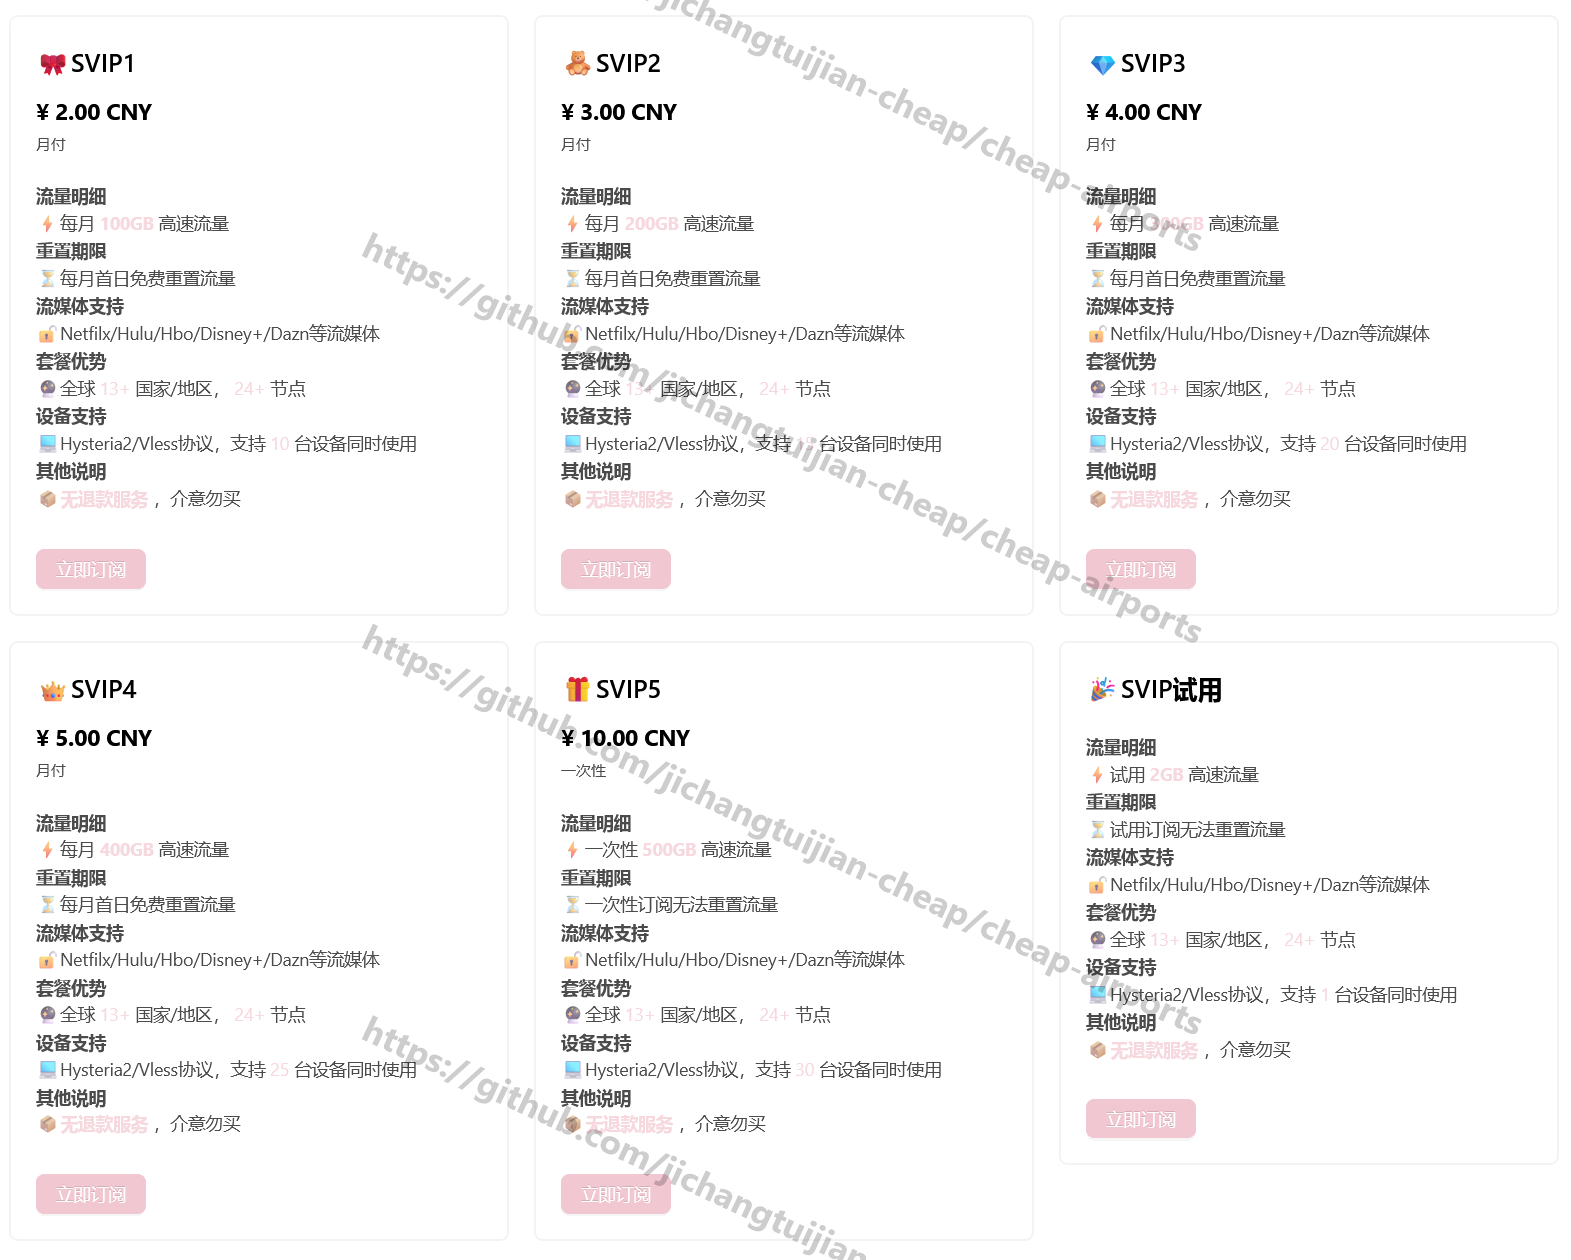 SVIP1
¥ 2.00 CNY
月付
流量明细
每月 100GB 高速流量
重置期限
每月首日免费重置流量
流媒体支持
Netfilx/Hulu/Hbo/Disney+/Dazn等流媒体
套餐优势
全球 13+ 国家/地区， 24+ 节点
设备支持
Hysteria2/Vless协议，支持 10 台设备同时使用
其他说明
无退款服务 ，介意勿买
立即订阅
SVIP2
¥ 3.00 CNY
月付
流量明细
每月 200GB 高速流量
重置期限
每月首日免费重置流量
流媒体支持
Netfilx/Hulu/Hbo/Disney+/Dazn等流媒体
套餐优势
全球 13+ 国家/地区， 24+ 节点
设备支持
Hysteria2/Vless协议，支持 15 台设备同时使用
其他说明
无退款服务 ，介意勿买
立即订阅
SVIP3
¥ 4.00 CNY
月付
流量明细
每月 300GB 高速流量
重置期限
每月首日免费重置流量
流媒体支持
Netfilx/Hulu/Hbo/Disney+/Dazn等流媒体
套餐优势
全球 13+ 国家/地区， 24+ 节点
设备支持
Hysteria2/Vless协议，支持 20 台设备同时使用
其他说明
无退款服务 ，介意勿买
立即订阅
SVIP4
¥ 5.00 CNY
月付
流量明细
每月 400GB 高速流量
重置期限
每月首日免费重置流量
流媒体支持
Netfilx/Hulu/Hbo/Disney+/Dazn等流媒体
套餐优势
全球 13+ 国家/地区， 24+ 节点
设备支持
Hysteria2/Vless协议，支持 25 台设备同时使用
其他说明
无退款服务 ，介意勿买
立即订阅
SVIP5
¥ 10.00 CNY
一次性
流量明细
一次性 500GB 高速流量
重置期限
一次性订阅无法重置流量
流媒体支持
Netfilx/Hulu/Hbo/Disney+/Dazn等流媒体
套餐优势
全球 13+ 国家/地区， 24+ 节点
设备支持
Hysteria2/Vless协议，支持 30 台设备同时使用
其他说明
无退款服务 ，介意勿买
立即订阅
SVIP试用
流量明细
试用 2GB 高速流量
重置期限
试用订阅无法重置流量
流媒体支持
Netfilx/Hulu/Hbo/Disney+/Dazn等流媒体
套餐优势
全球 13+ 国家/地区， 24+ 节点
设备支持
Hysteria2/Vless协议，支持 1 台设备同时使用
其他说明
无退款服务 ，介意勿买
立即订阅
/jichangtuijian-cheap/cheap-airports
https://github.com/jichangtuijian-cheap/cheap-airports
https://github.com/jichangtuijian-cheap/cheap-airports
https://github.com/jichangtuijian-